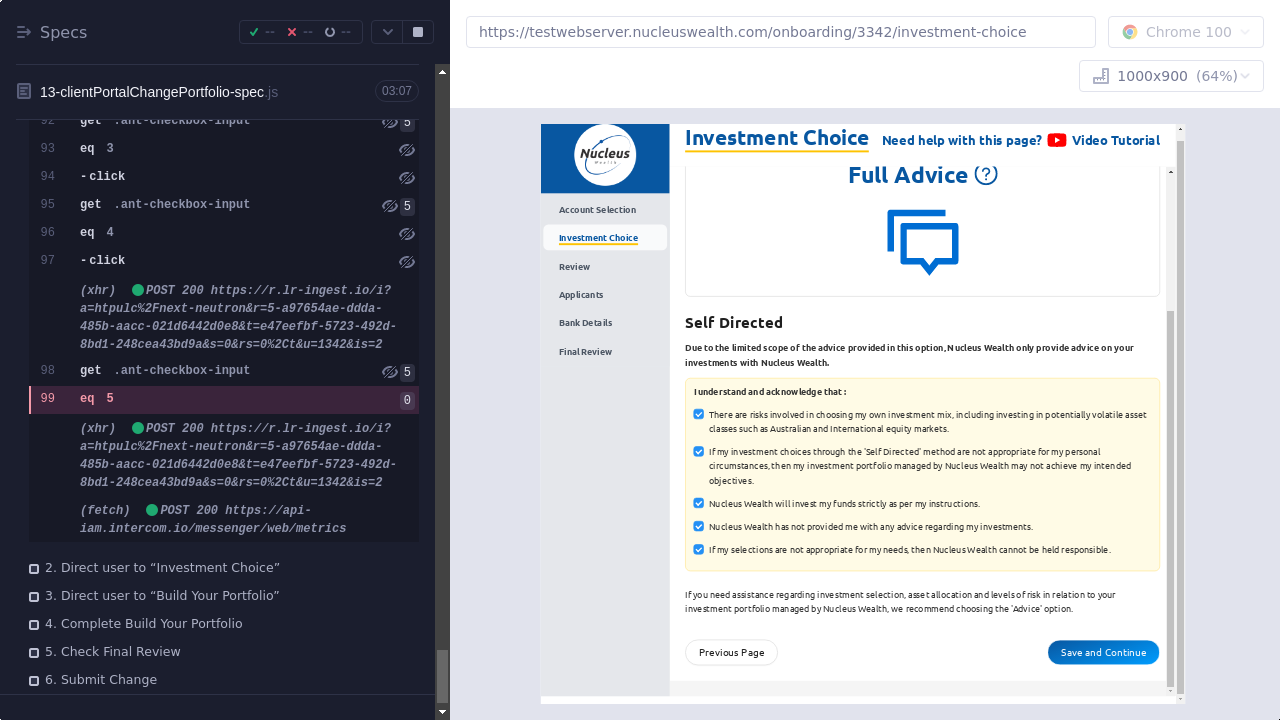 Specs
--
--
--
https://testwebserver.nucleuswealth.com/onboarding/3342/investment-choice
Chrome 100
1000x900 (64%)
13-clientPortalChangePortfolio-spec.js
03:07
92 get .ant-checkbox-input 5
93 eq 3
94 -click
95 get .ant-checkbox-input 5
96 eq 4
97 -click
(xhr) POST 200 https://r.lr-ingest.io/i?
a=htpulc%2Fnext-neutron&r=5-a97654ae-ddda-
485b-aacc-021d6442d0e8&t=e47eefbf-5723-492d-
8bd1-248cea43bd9a&s=0&rs=0%2Ct&u=1342&is=2
98 get .ant-checkbox-input 5
99 eq 5 0
(xhr) POST 200 https://r.lr-ingest.io/i?
a=htpulc%2Fnext-neutron&r=5-a97654ae-ddda-
485b-aacc-021d6442d0e8&t=e47eefbf-5723-492d-
8bd1-248cea43bd9a&s=0&rs=0%2Ct&u=1342&is=2
(fetch) POST 200 https://api-
iam.intercom.io/messenger/web/metrics
2. Direct user to “Investment Choice”
3. Direct user to “Build Your Portfolio”
4. Complete Build Your Portfolio
5. Check Final Review
6. Submit Change
Nucleus
Wealth
Account Selection
Investment Choice
Review
Applicants
Bank Details
Final Review
Investment Choice
Need help with this page?
Video Tutorial
Full Advice
Self Directed
Due to the limited scope of the advice provided in this option, Nucleus Wealth only provide advice on your
investments with Nucleus Wealth.
I understand and acknowledge that :
There are risks involved in choosing my own investment mix, including investing in potentially volatile asset
classes such as Australian and International equity markets.
If my investment choices through the 'Self Directed' method are not appropriate for my personal
circumstances, then my investment portfolio managed by Nucleus Wealth may not achieve my intended
objectives.
Nucleus Wealth will invest my funds strictly as per my instructions.
Nucleus Wealth has not provided me with any advice regarding my investments.
If my selections are not appropriate for my needs, then Nucleus Wealth cannot be held responsible.
If you need assistance regarding investment selection, asset allocation and levels of risk in relation to your
investment portfolio managed by Nucleus Wealth, we recommend choosing the 'Advice' option.
Previous Page
Save and Continue